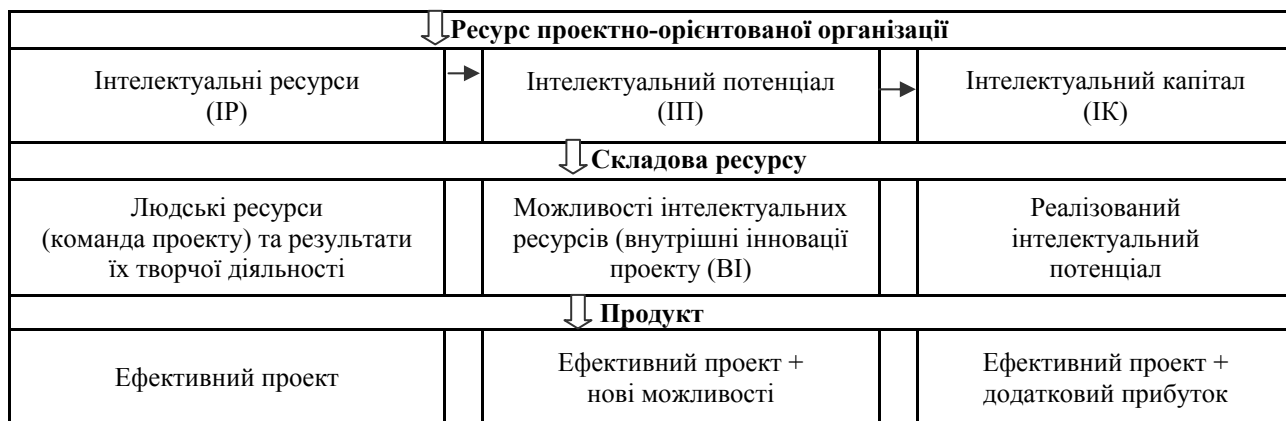 Ресурс проектно-орієнтованої організації
Інтелектуальні ресурси
(ІР)
Інтелектуальний потенціал
(ІП)
Інтелектуальний капітал
(ІК)
Складова ресурсу
Людські ресурси
(команда проекту) та результати
їх творчої діяльності
Можливості інтелектуальних
ресурсів (внутрішні інновації
проекту (ВІ)
Реалізований
інтелектуальний
потенціал
Продукт
Ефективний проект
Ефективний проект +
нові можливості
Ефективний проект +
додатковий прибуток